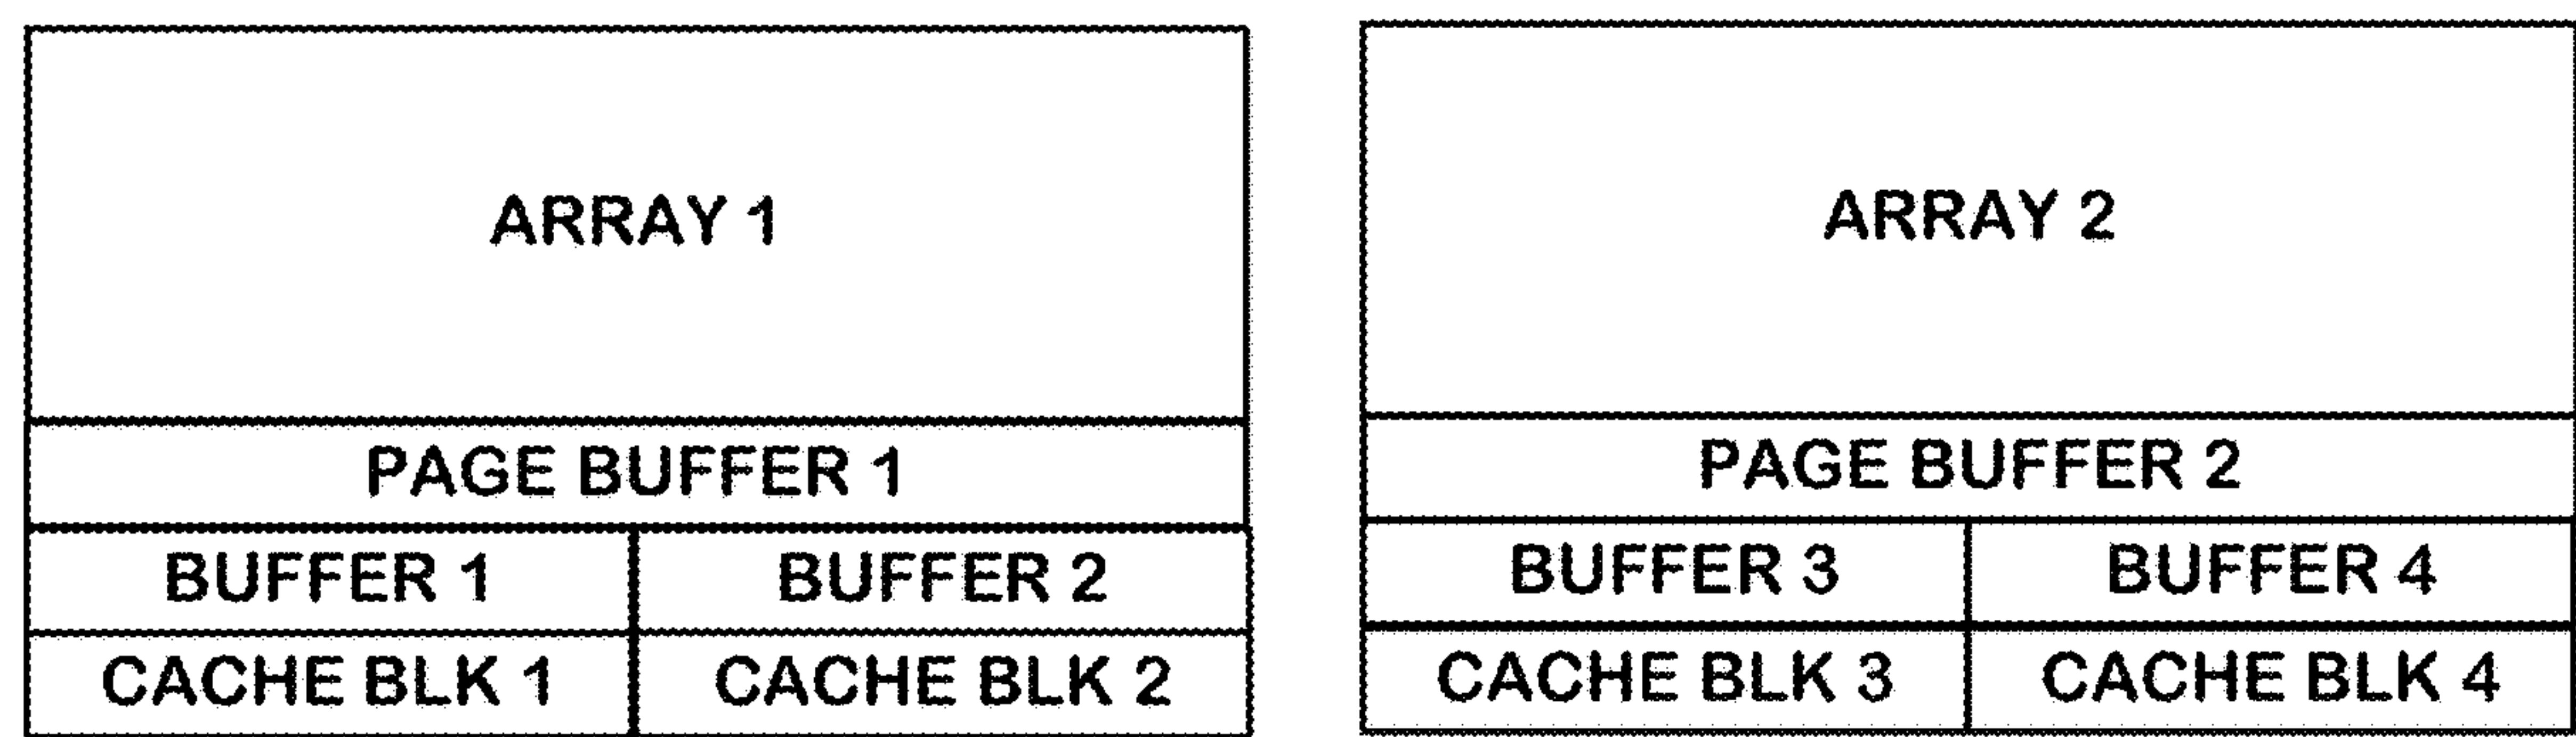 ARRAY 1
PAGE BUFFER 1
BUFFER 1
BUFFER 2
CACHE BLK 1
CACHE BLK 2
ARRAY 2
PAGE BUFFER 2
BUFFER 3
BUFFER 4
CACHE BLK 3
CACHE BLK 4